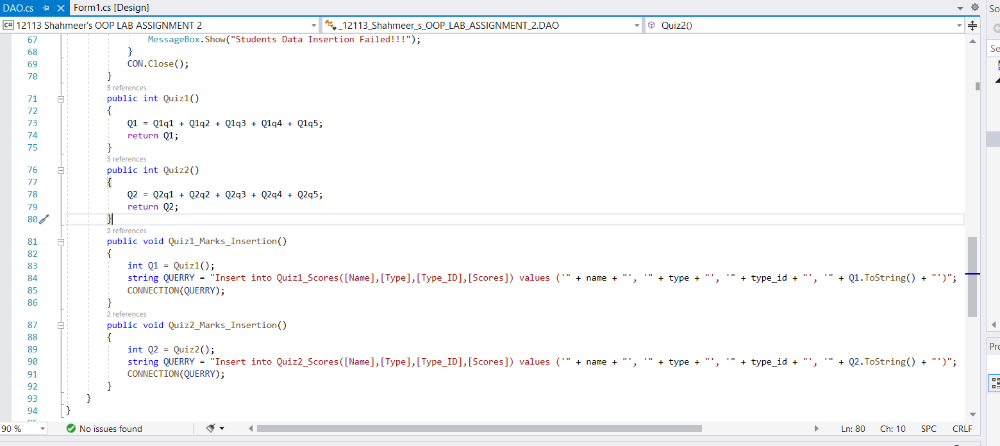 DAO.cs Form1.cs [Design] So
C# 12113 Shahmeer's OOP LAB ASSIGNMENT 2 _12113_Shahmeer_s_OOP_LAB_ASSIGNMENT_2.DAO Quiz2()
Se
67 MessageBox.Show("Students Data Insertion Failed!!!");
68 }
69 CON.Close();
70 }
3 references
71 public int Quiz1()
72 {
73 Q1 = Q1q1 + Q1q2 + Q1q3 + Q1q4 + Q1q5;
74 return Q1;
75 }
3 references
76 public int Quiz2()
77 {
78 Q2 = Q2q1 + Q2q2 + Q2q3 + Q2q4 + Q2q5;
79 return Q2;
80 }
2 references
81 public void Quiz1_Marks_Insertion()
82 {
83 int Q1 = Quiz1();
84 string QUERRY = "Insert into Quiz1_Scores([Name],[Type],[Type_ID],[Scores]) values ('" + name + "', '" + type + "', '" + type_id + "', '" + Q1.ToString() + "')";
85 CONNECTION(QUERRY);
86 }
2 references
87 public void Quiz2_Marks_Insertion()
88 {
89 int Q2 = Quiz2();
90 string QUERRY = "Insert into Quiz2_Scores([Name],[Type],[Type_ID],[Scores]) values ('" + name + "', '" + type + "', '" + type_id + "', '" + Q2.ToString() + "')";
91 CONNECTION(QUERRY);
92 }
93 }
94 }
Pro
90 % No issues found Ln: 80 Ch: 10 SPC CRLF